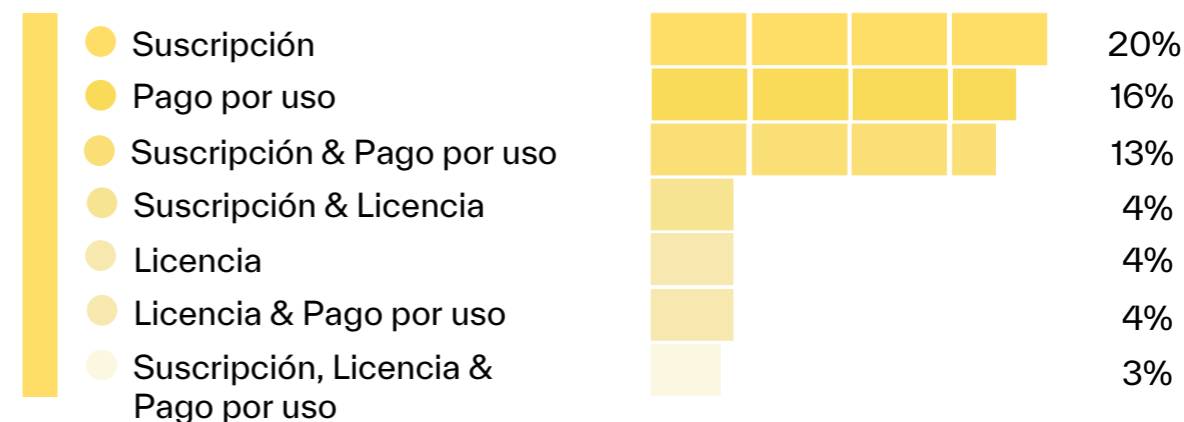 Suscripción 20%
Pago por uso 16%
Suscripción & Pago por uso 13%
Suscripción & Licencia 4%
Licencia 4%
Licencia & Pago por uso 4%
Suscripción, Licencia & 3%
Pago por uso